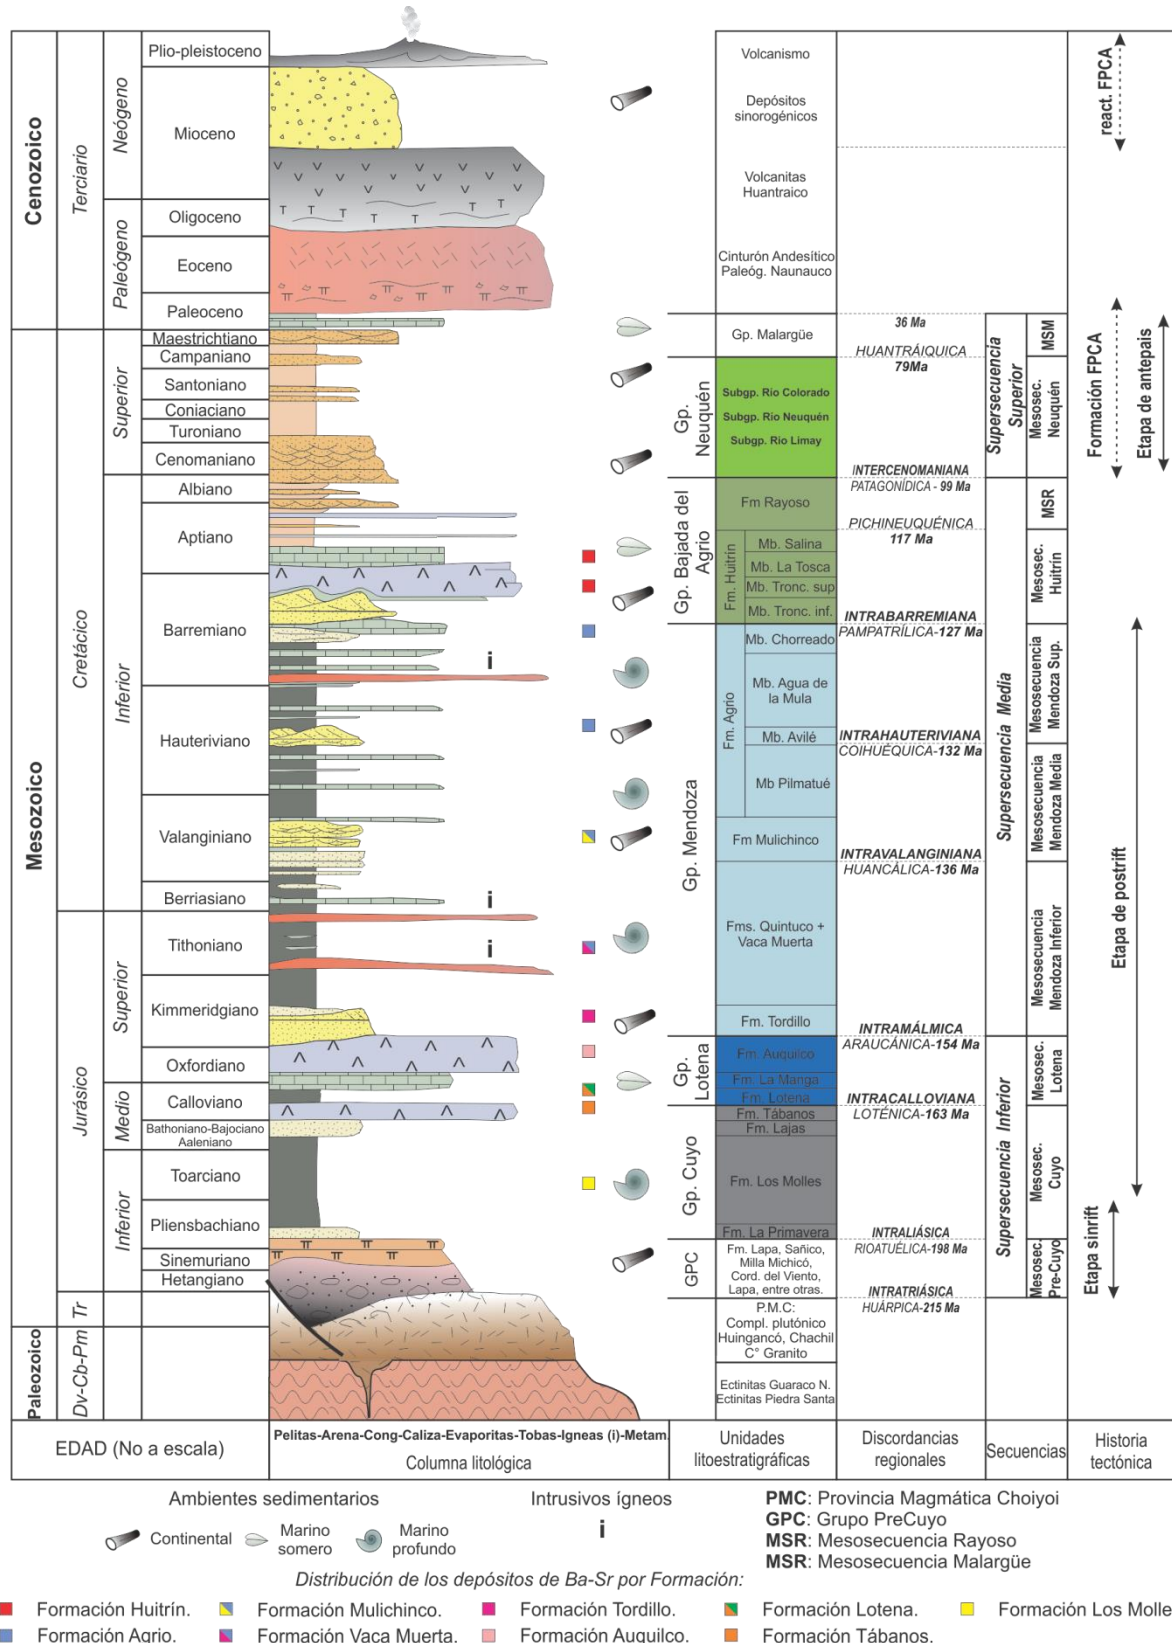 Cenozoico
Terciario
Neógeno
Paleógeno
Plio-pleistoceno
Mioceno
Oligoceno
Eoceno
Paleoceno
Mesozoico
Cretácico
Superior
Maestrichtiano
Campaniano
Santoniano
Coniaciano
Turoniano
Cenomaniano
Inferior
Albiano
Aptiano
Barremiano
Hauteriviano
Valanginiano
Berriasiano
Jurásico
Superior
Tithoniano
Kimmeridgiano
Oxfordiano
Medio
Calloviano
Bathoniano-Bajociano
Aaleniano
Inferior
Toarciano
Pliensbachiano
Sinemuriano
Hetangiano
Tr
Paleozoico
Dv-Cb-Pm
i
i
i
Volcanismo
Depósitos
sinorogénicos
Volcanitas
Huantraico
Cinturón Andesítico
Paleóg. Naunauco
Gp. Malargüe
Gp.
Neuquén
Subgp. Rio Colorado
Subgp. Rio Neuquén
Subgp. Rio Limay
Gp. Bajada del
Agrio
Fm Rayoso
Fm. Huitrín
Mb. Salina
Mb. La Tosca
Mb. Tronc. sup
Mb. Tronc. inf.
Gp. Mendoza
Fm. Agrio
Mb. Chorreado
Mb. Agua de
la Mula
Mb. Avilé
Mb Pilmatué
Fm Mulichinco
Fms. Quintuco +
Vaca Muerta
Fm. Tordillo
Gp.
Lotena
Fm. Auquilco
Fm. La Manga
Fm. Lotena
Gp. Cuyo
Fm. Tábanos
Fm. Lajas
Fm. Los Molles
Fm. La Primavera
GPC
Fm. Lapa, Sañico,
Milla Michicó,
Cord. del Viento,
Lapa, entre otras.
P.M.C:
Compl. plutónico
Huingancó, Chachil
C° Granito
Ectinitas Guaraco N.
Ectinitas Piedra Santa
36 Ma
HUANTRÁIQUICA
79Ma
INTERCENOMANIANA
PATAGONÍDICA - 99 Ma
PICHINEUQUÉNICA
117 Ma
INTRABARREMIANA
PAMPATRÍLICA-127 Ma
INTRAHAUTERIVIANA
COIHUÉQUICA-132 Ma
INTRAVALANGINIANA
HUANCÁLICA-136 Ma
INTRAMÁLMICA
ARAUCÁNICA-154 Ma
INTRACALLOVIANA
LOTÉNICA-163 Ma
INTRALIÁSICA
RIOATUÉLICA-198 Ma
INTRATRIÁSICA
HUÁRPICA-215 Ma
Supersecuencia
Superior
MSM
Mesosec.
Neuquén
Supersecuencia Media
MSR
Mesosec.
Huitrín
Mesosecuencia
Mendoza Sup.
Mesosecuencia
Mendoza Media
Mesosecuencia
Mendoza Inferior
Supersecuencia Inferior
Mesosec.
Lotena
Mesosec.
Cuyo
Mesosec.
Pre-Cuyo
react. FPCA
Formación FPCA
Etapa de antepaís
Etapa de postrift
Etapa sinrift
EDAD (No a escala)
Pelitas-Arena-Cong-Caliza-Evaporitas-Tobas-Igneas (i)-Metam.
Columna litológica
Unidades
litoestratigráficas
Discordancias
regionales
Secuencias
Historia
tectónica
Ambientes sedimentarios
Continental
Marino
somero
Marino
profundo
Intrusivos ígneos
i
PMC: Provincia Magmática Choiyoi
GPC: Grupo PreCuyo
MSR: Mesosecuencia Rayoso
MSR: Mesosecuencia Malargüe
Distribución de los depósitos de Ba-Sr por Formación:
Formación Huitrín.
Formación Mulichinco.
Formación Tordillo.
Formación Lotena.
Formación Los Molle
Formación Agrio.
Formación Vaca Muerta.
Formación Auquilco.
Formación Tábanos.